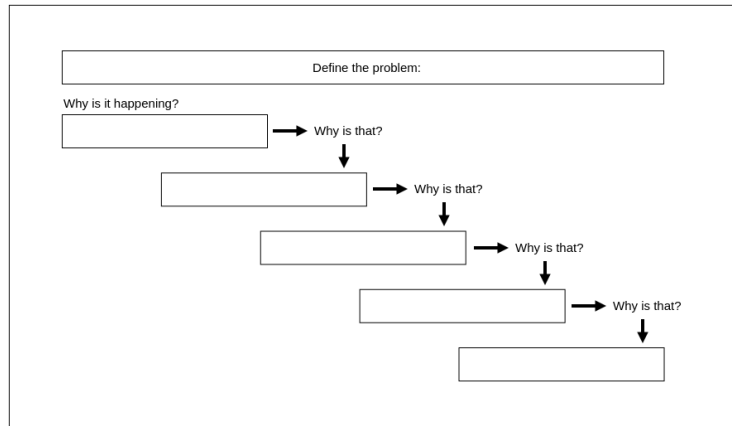 Define the problem:
Why is it happening?
Why is that?
Why is that?
Why is that?
Why is that?